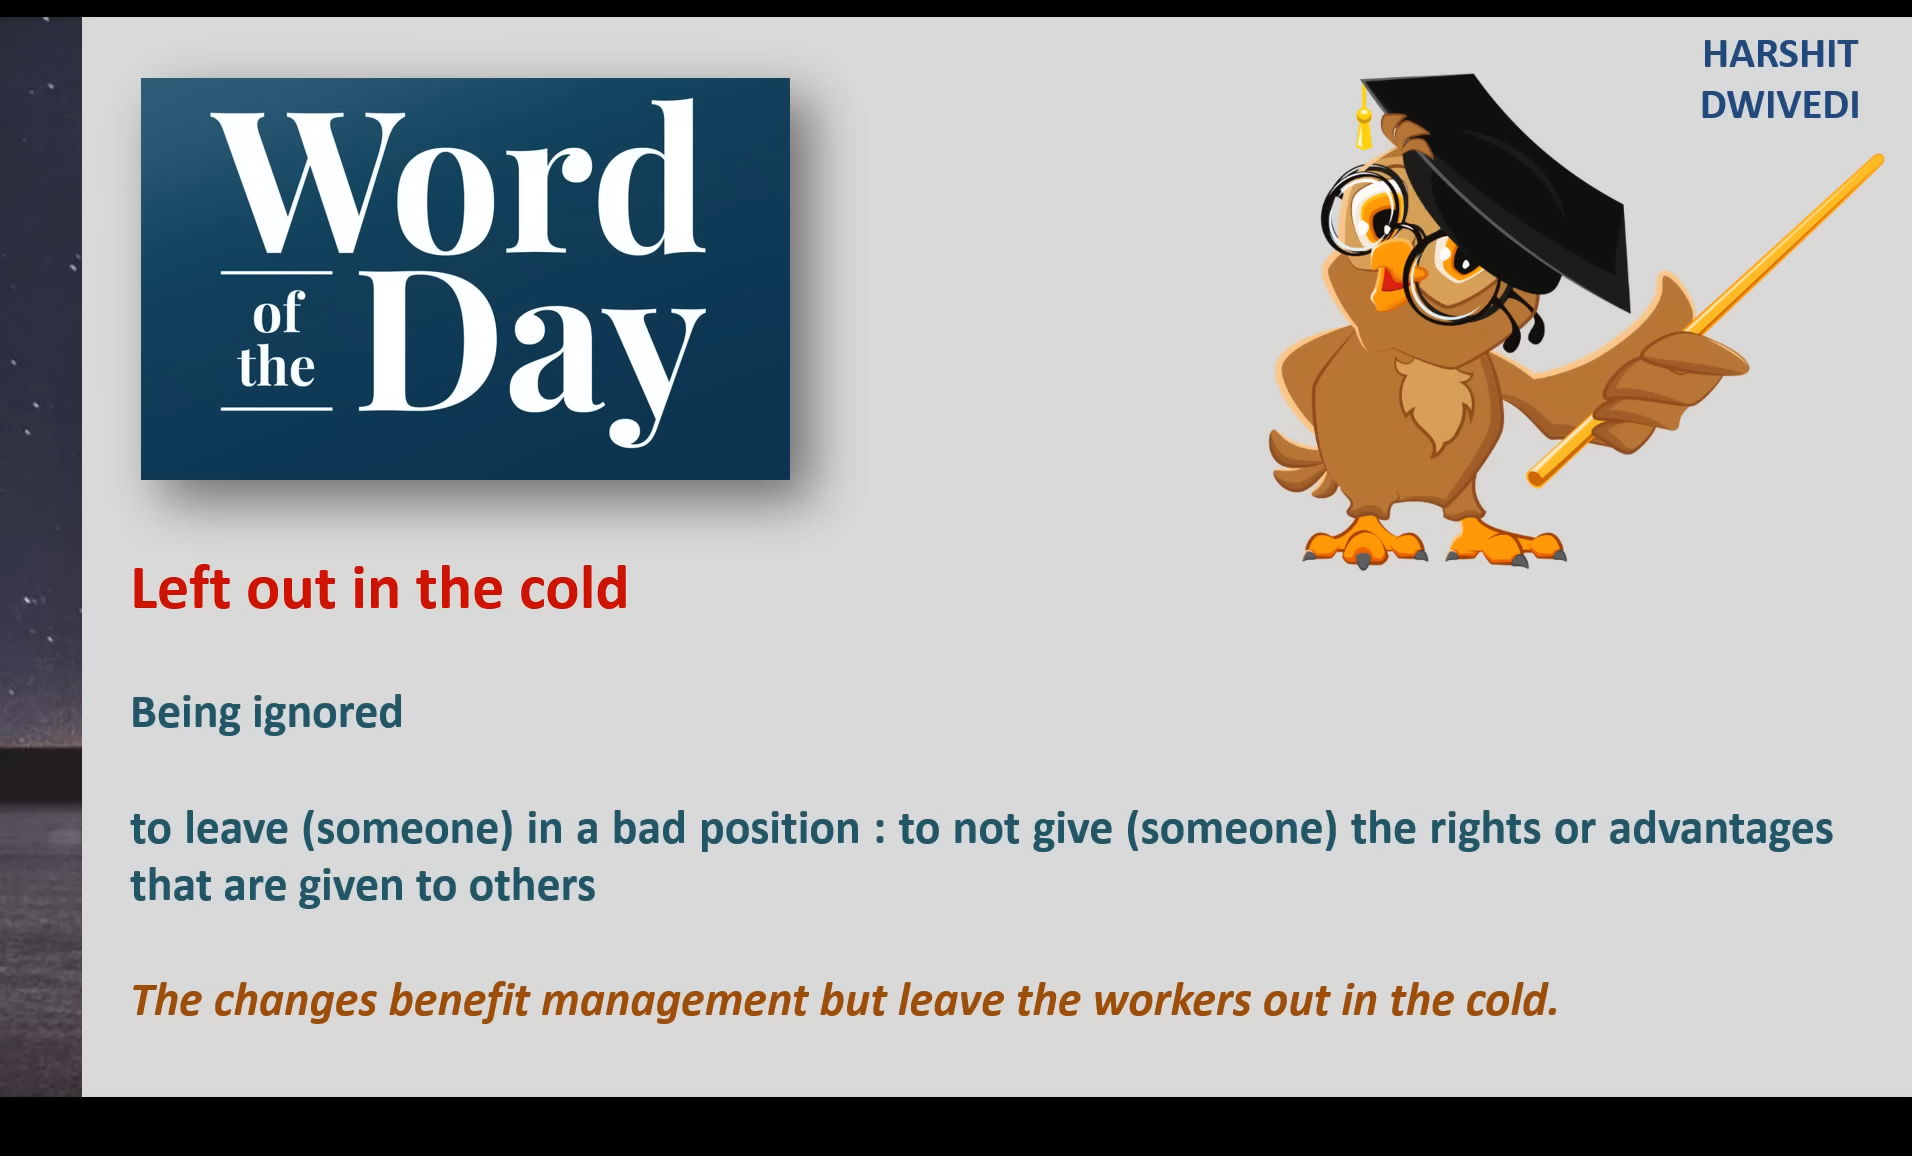 HARSHIT
DWIVEDI
Word
of
the
Day
Left out in the cold
Being ignored
to leave (someone) in a bad position : to not give (someone) the rights or advantages
that are given to others
The changes benefit management but leave the workers out in the cold.